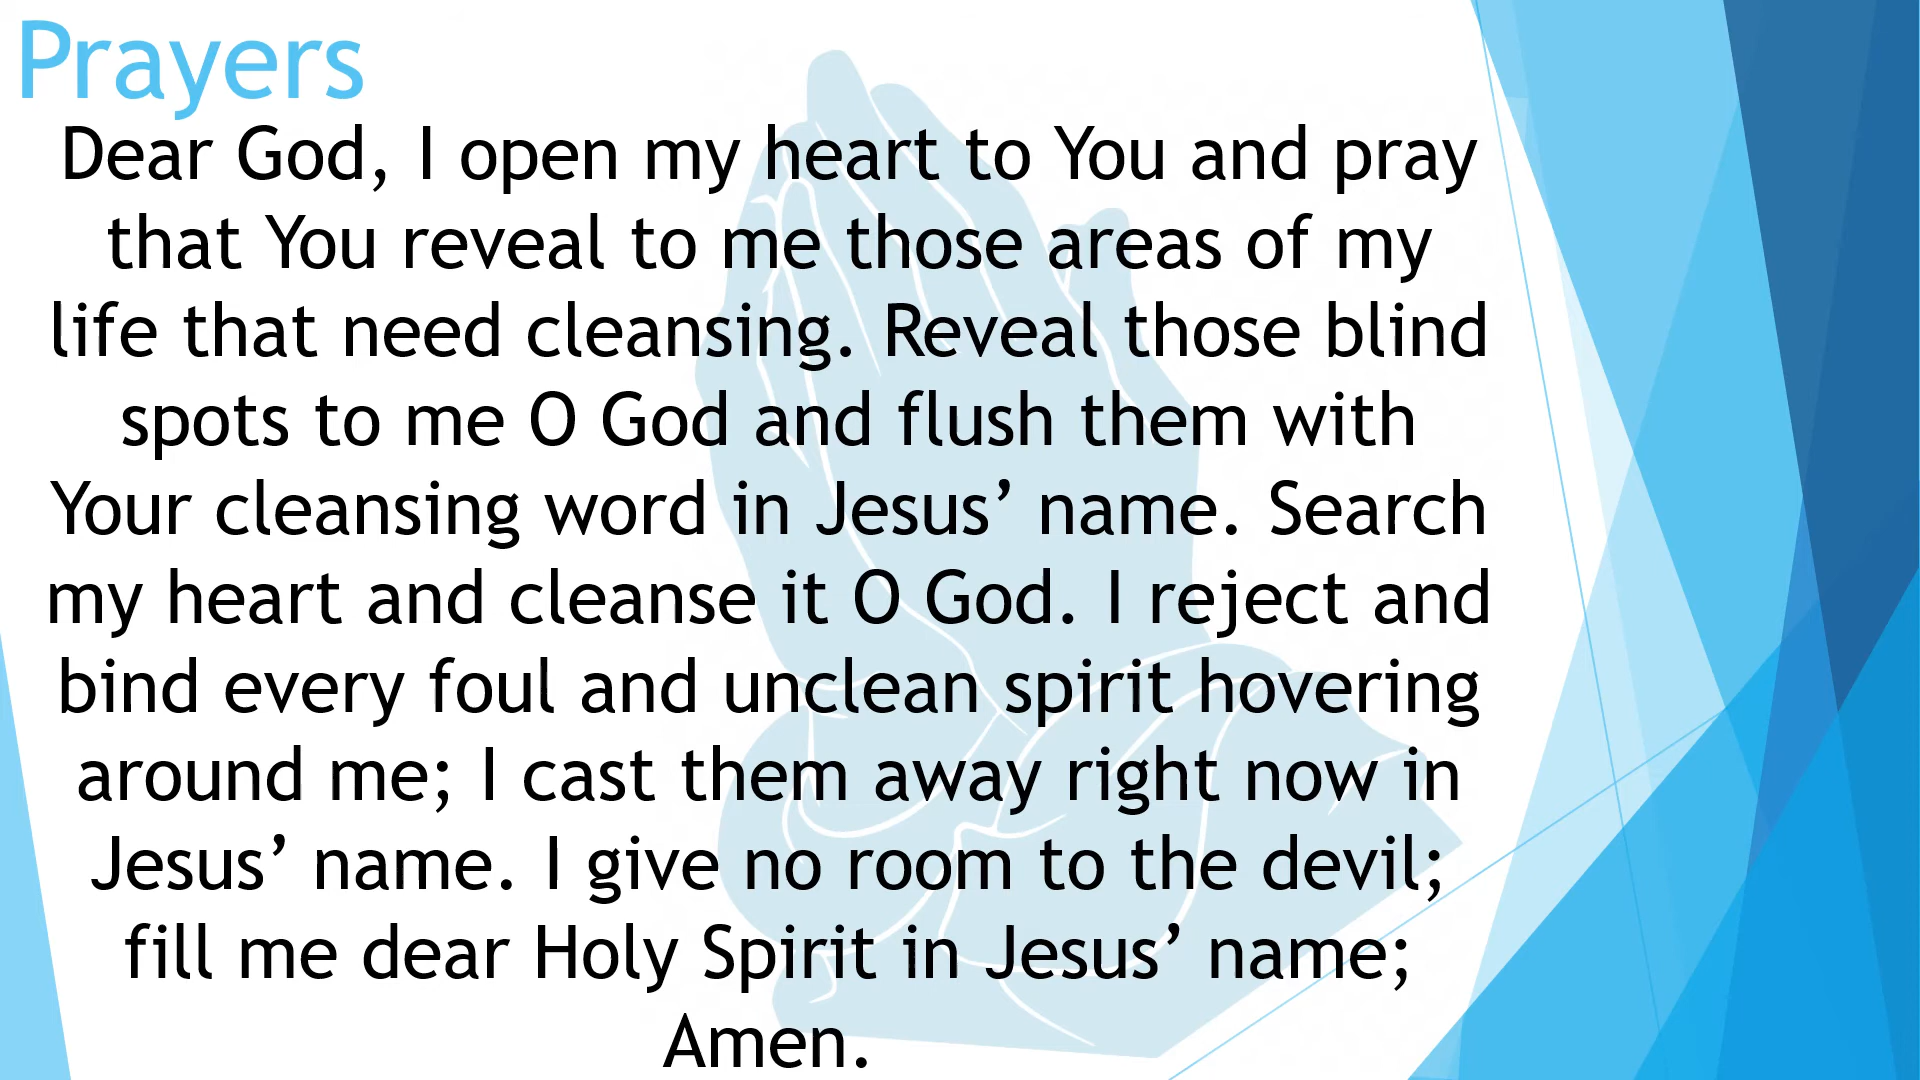 Prayers
Dear God, I open my heart to You and pray
that You reveal to me those areas of my
life that need cleansing. Reveal those blind
spots to me O God and flush them with
Your cleansing word in Jesus’ name. Search
my heart and cleanse it O God. I reject and
bind every foul and unclean spirit hovering
around me; I cast them away right now in
Jesus’ name. I give no room to the devil;
fill me dear Holy Spirit in Jesus’ name;
Amen.